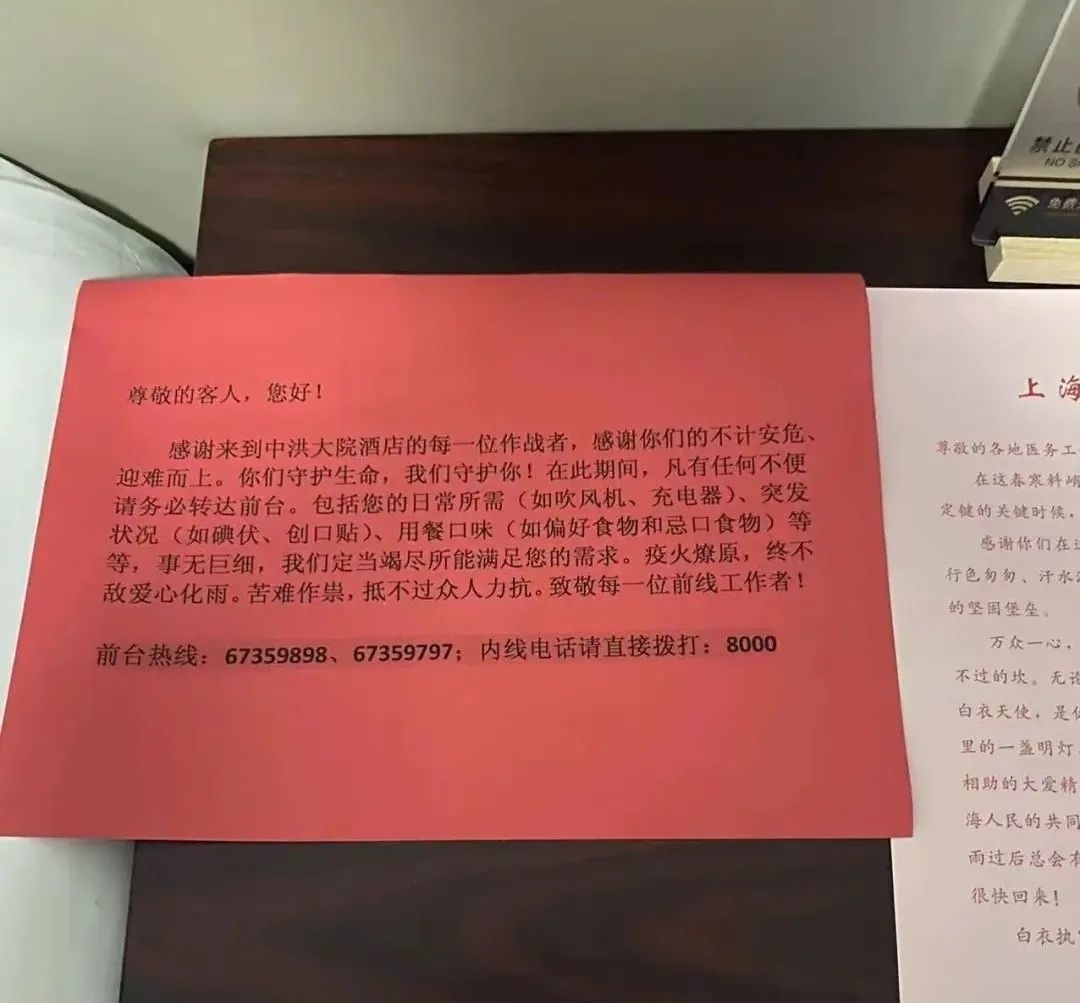 尊敬的客人，您好！
感谢来到中洪大院酒店的每一位作战者，感谢你们的不计安危、
迎难而上。你们守护生命，我们守护你！在此期间，凡有任何不便
请务必转达前台。包括您的日常所需（如吹风机、充电器）、突发
状况（如碘伏、创口贴）、用餐口味（如偏好食物和忌口食物）等
等，事无巨细，我们定当竭尽所能满足您的需求。疫火燎原，终不
敌爱心化雨。苦难作祟，抵不过众人力抗。致敬每一位前线工作者！
前台热线：67359898、67359797；内线电话请直接拨打：8000
禁止
NO
免费
上海
尊敬的各地医务工
在这春寒料峭
定键的关键时候，
感谢你们在这
行色匆匆、汗水
的坚固堡垒。
万众一心，
不过的坎。无论
白衣天使，是
里的一盏明灯
相助的大爱精
海人民的共同
雨过后总会有
很快回来！
白衣执